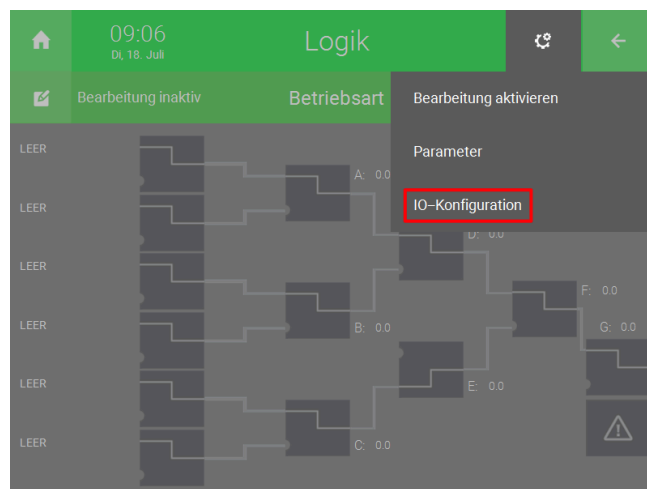 09:06
Di, 18. Juli
Logik
Bearbeitung inaktiv
Betriebsart
Bearbeitung aktivieren
Parameter
IO-Konfiguration
LEER
A: 0.0
LEER
D: 0.0
LEER
F: 0.0
LEER
B: 0.0
G: 0.0
LEER
E: 0.0
LEER
C: 0.0